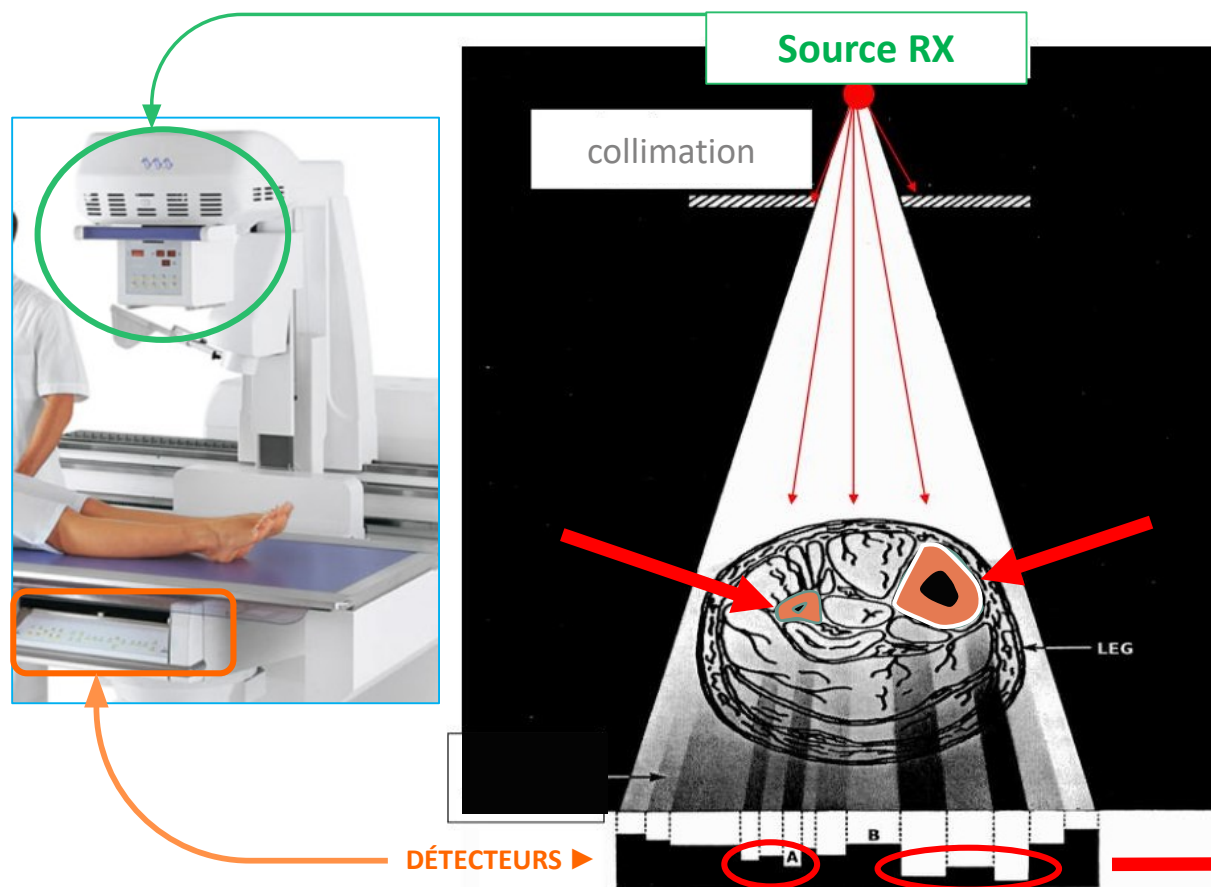 Source RX
collimation
LEG
B
A
DÉTECTEURS ►